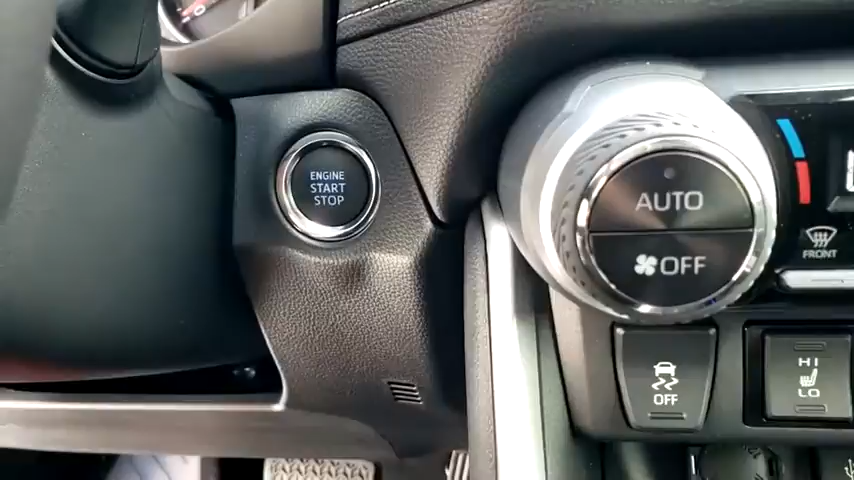 ENGINE
START
STOP
AUTO
OFF
FRONT
OFF
HI
LO